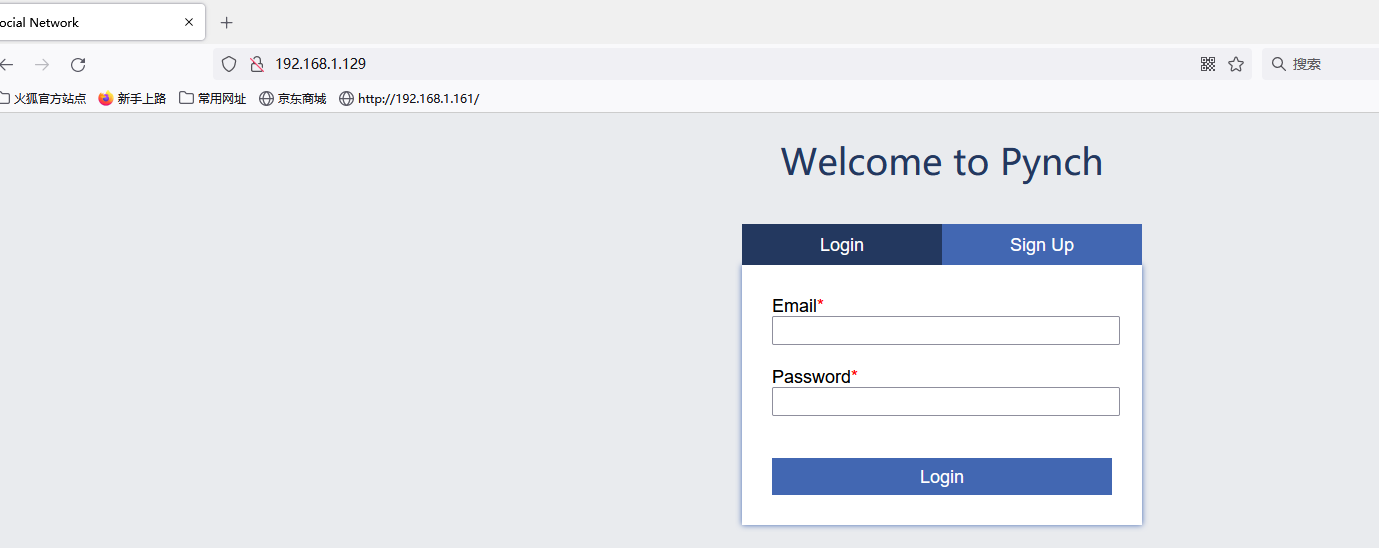 ocial Network
192.168.1.129
搜索
火狐官方站点 新手上路 常用网址 京东商城 http://192.168.1.161/
Welcome to Pynch
Login Sign Up
Email*
Password*
Login